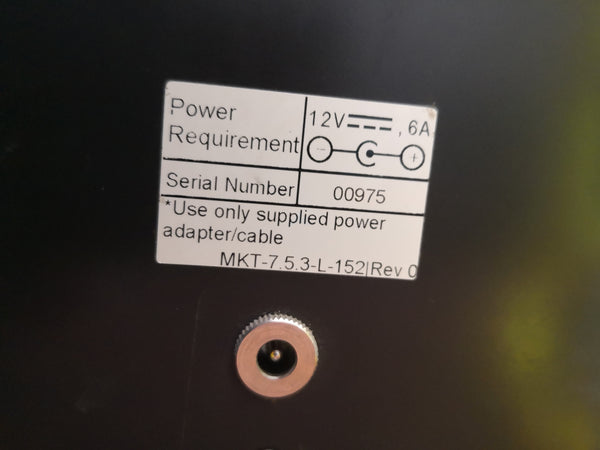 Power
Requirement
12V⎓, 6A
- +
Serial Number 00975
*Use only supplied power
adapter/cable
MKT-7.5.3-L-152|Rev 0